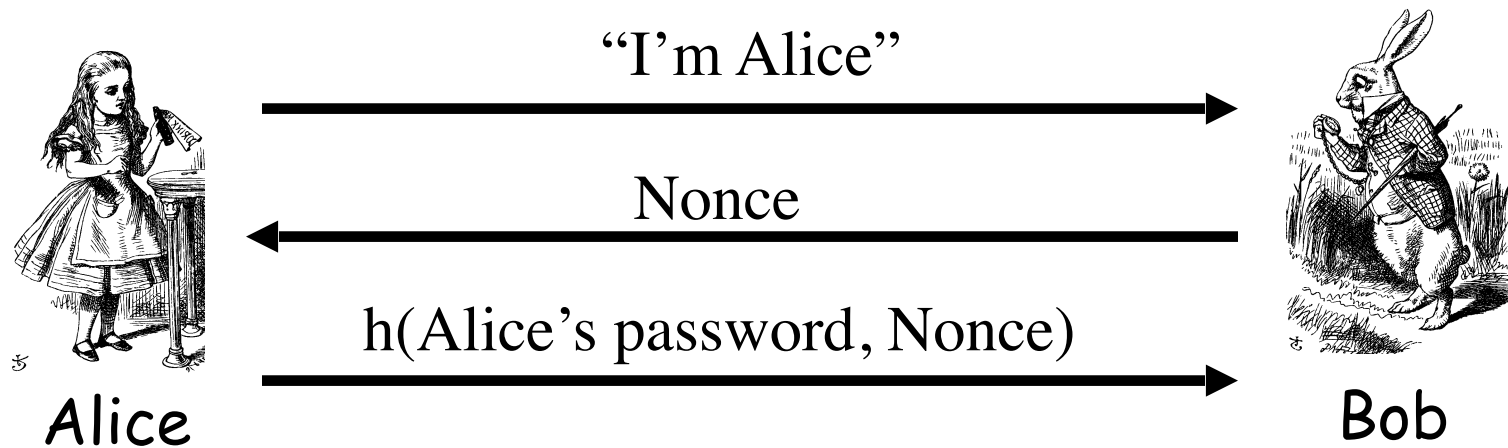 “I’m Alice”
Nonce
h(Alice’s password, Nonce)
Alice
Bob